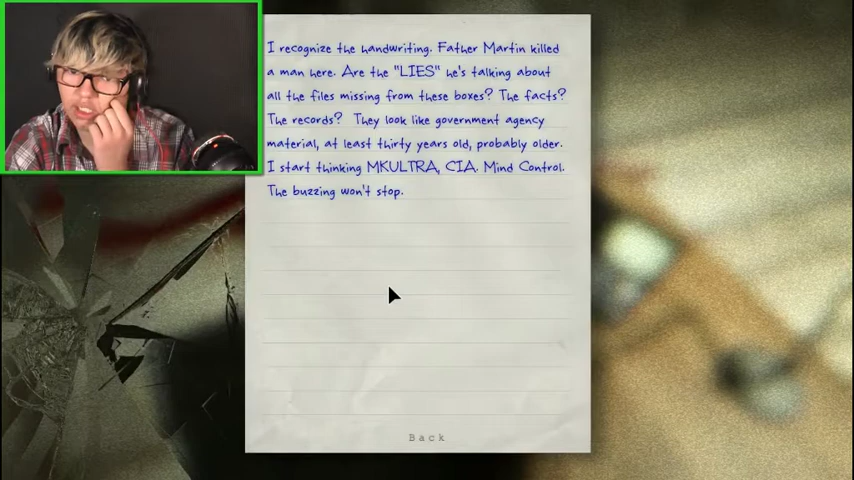 I recognize the handwriting. Father Martin killed
a man here. Are the "LIES" he's talking about
all the files missing from these boxes? The facts?
The records? They look like government agency
material, at least thirty years old, probably older.
I start thinking MKULTRA, CIA. Mind Control.
The buzzing won't stop.
Back